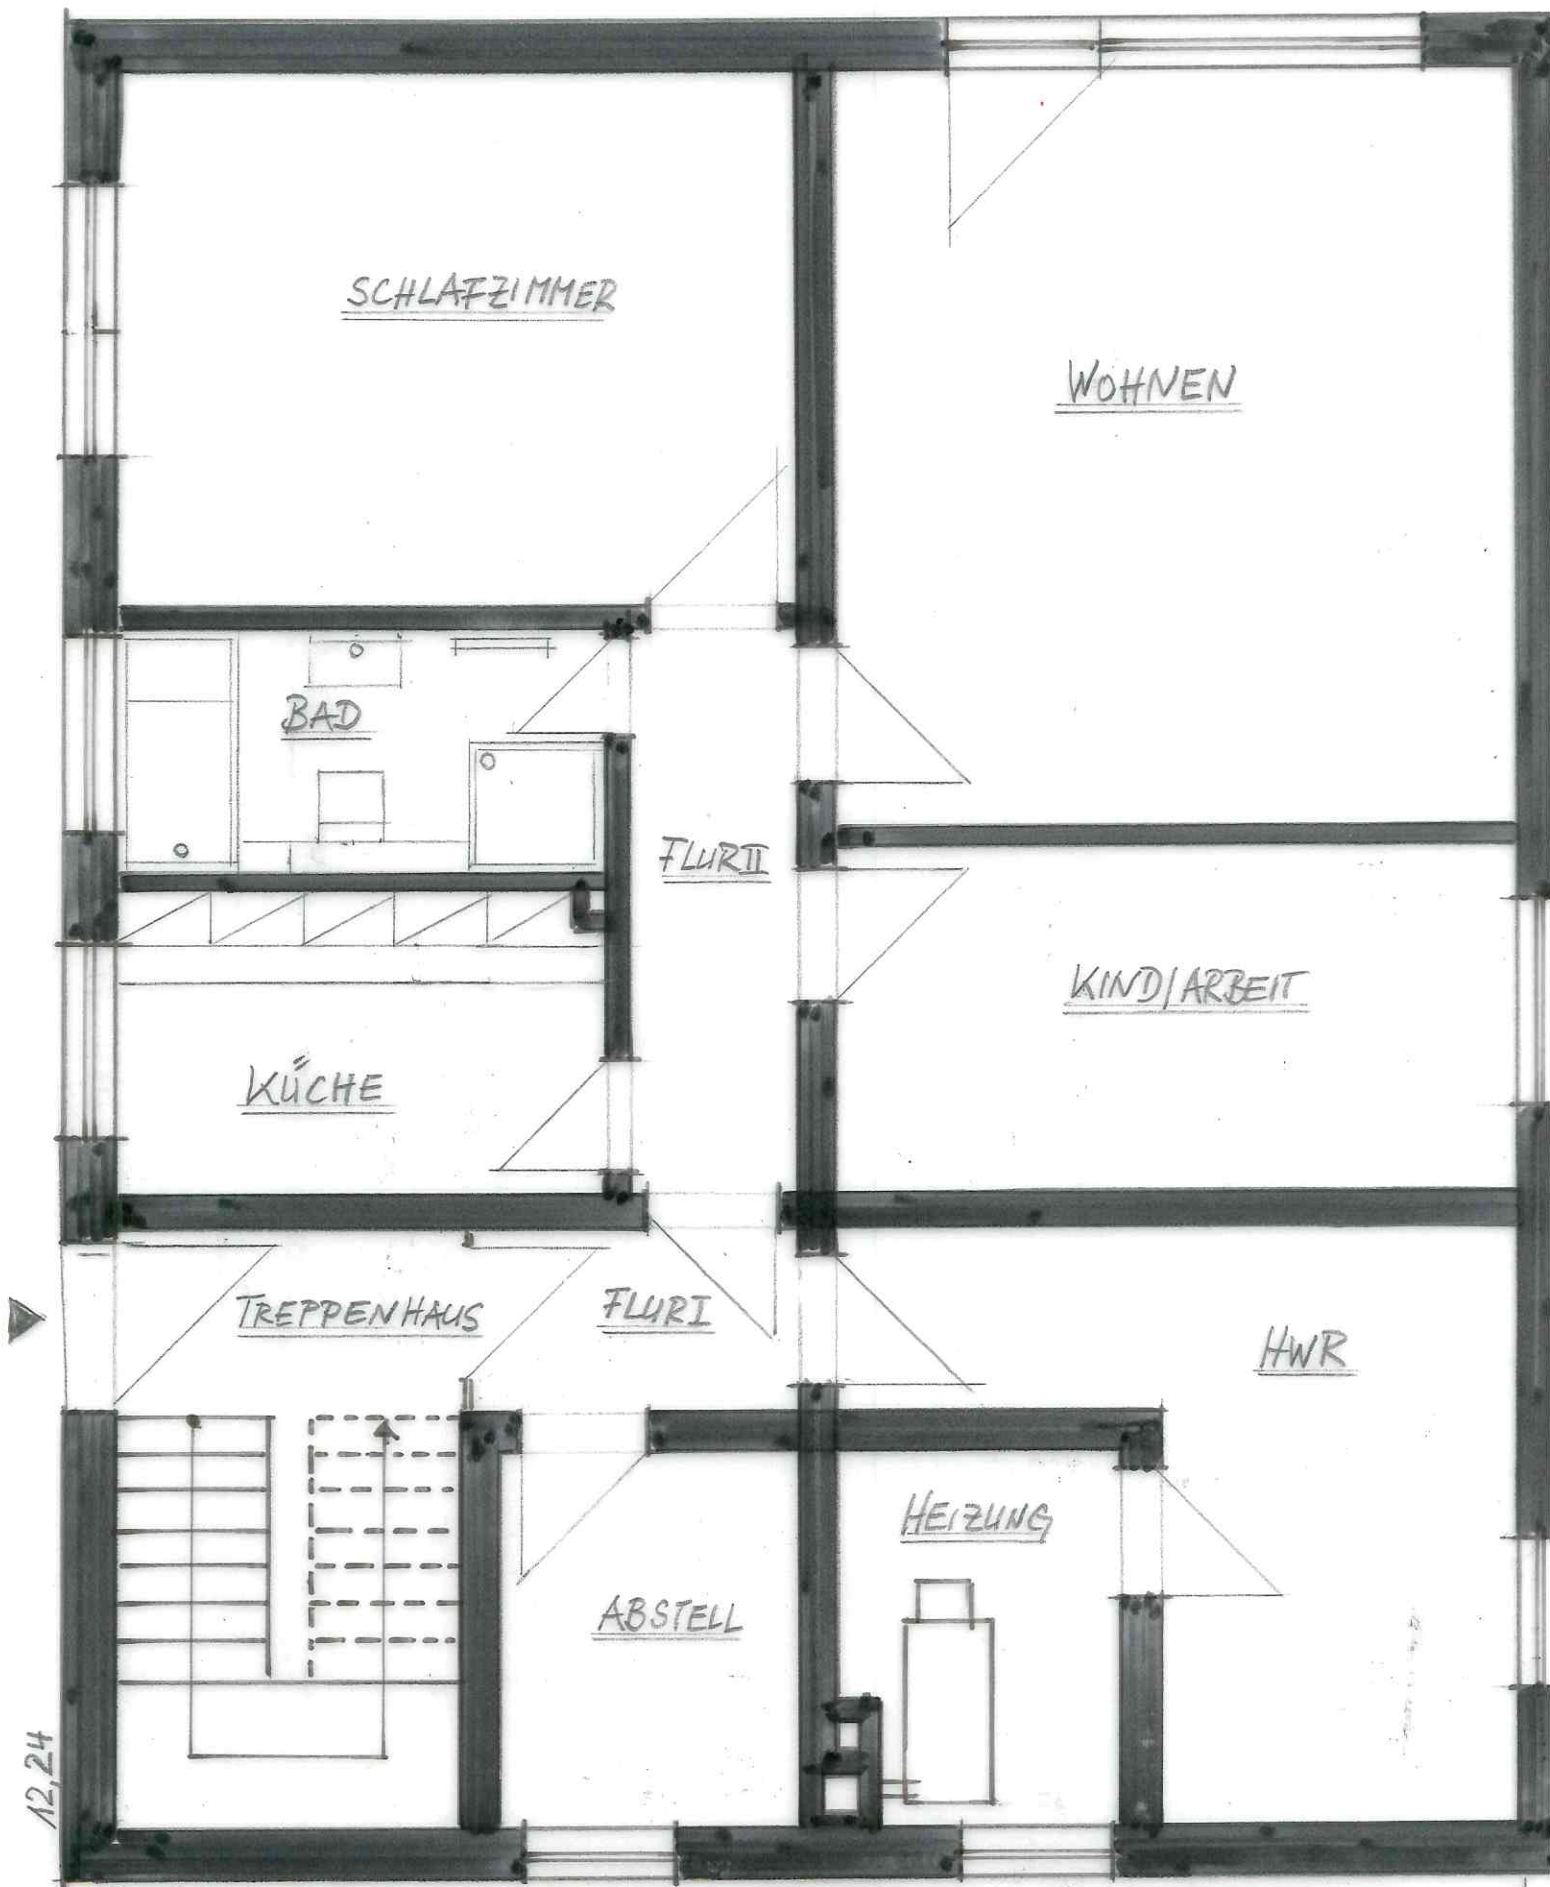 SCHLAFZIMMER
WOHNEN
BAD
FLUR II
KIND/ARBEIT
KÜCHE
TREPPENHAUS
FLUR I
HWR
HEIZUNG
ABSTELL
12,24